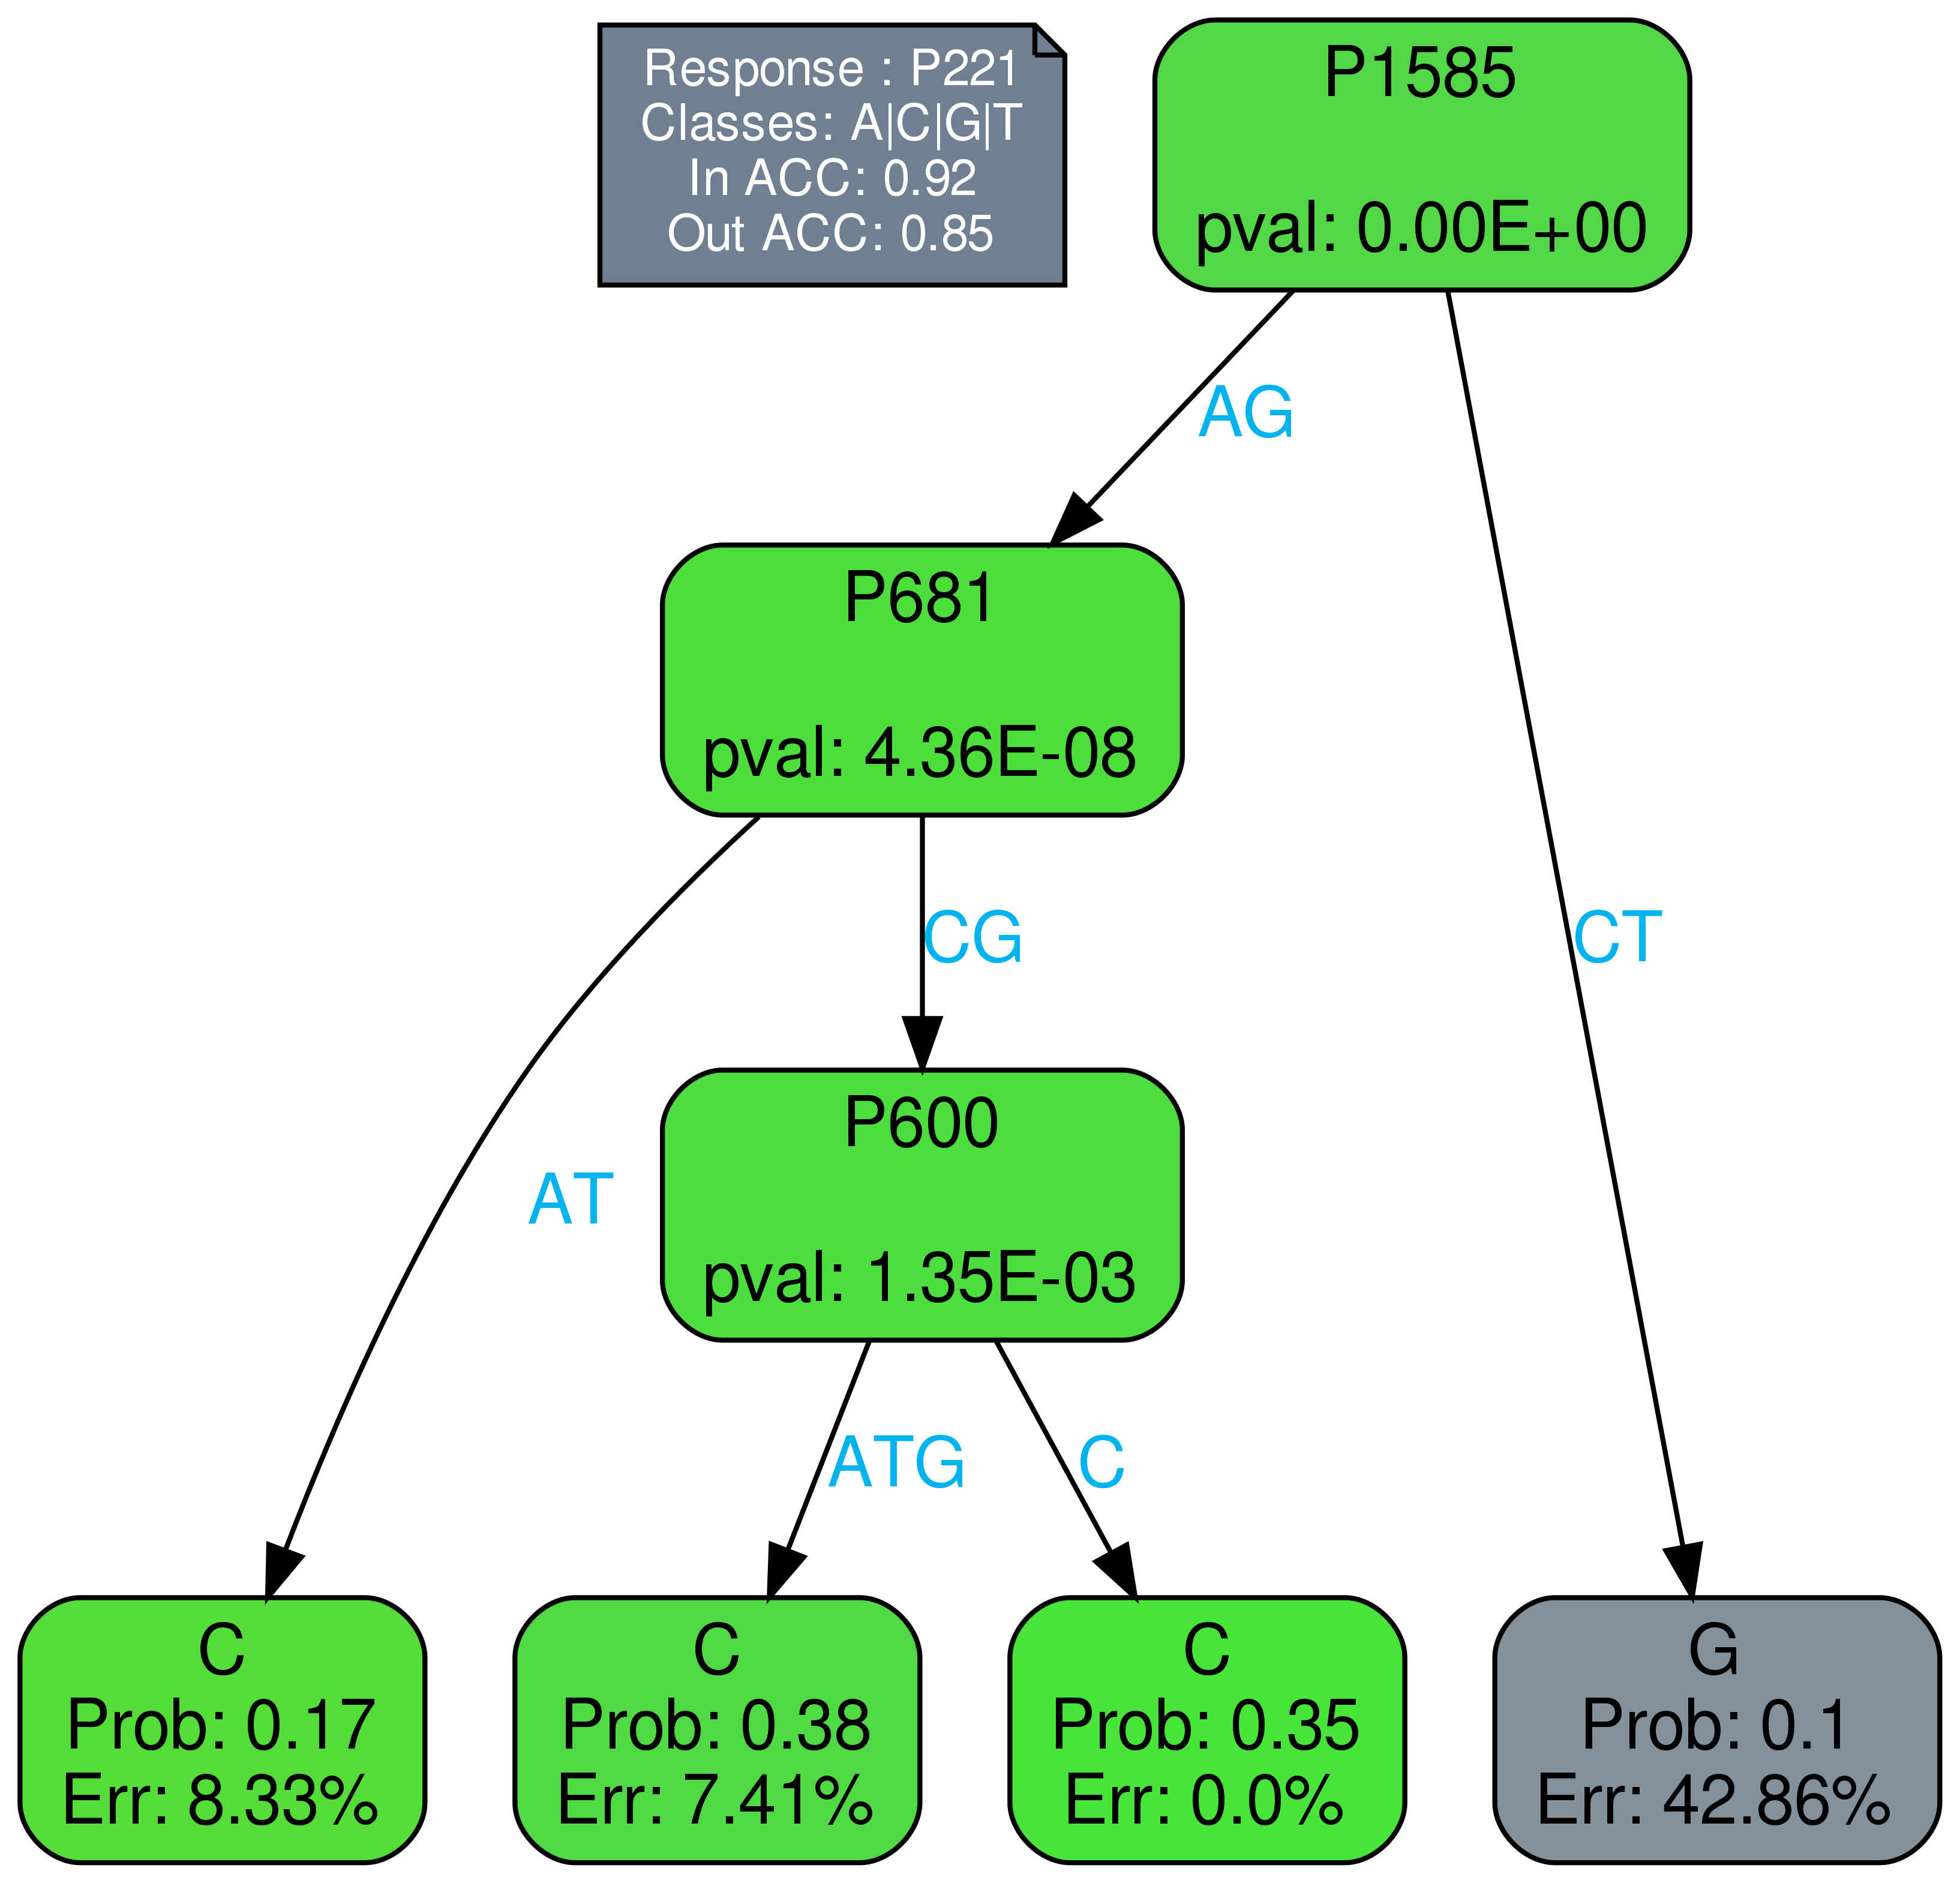 Response : P221
Classes: A|C|G|T
In ACC: 0.92
Out ACC: 0.85
P1585
pval: 0.00E+00
AG
P681
pval: 4.36E-08
CG
CT
P600
pval: 1.35E-03
AT
ATG
C
C
Prob: 0.17
Err: 8.33%
C
Prob: 0.38
Err: 7.41%
C
Prob: 0.35
Err: 0.0%
G
Prob: 0.1
Err: 42.86%